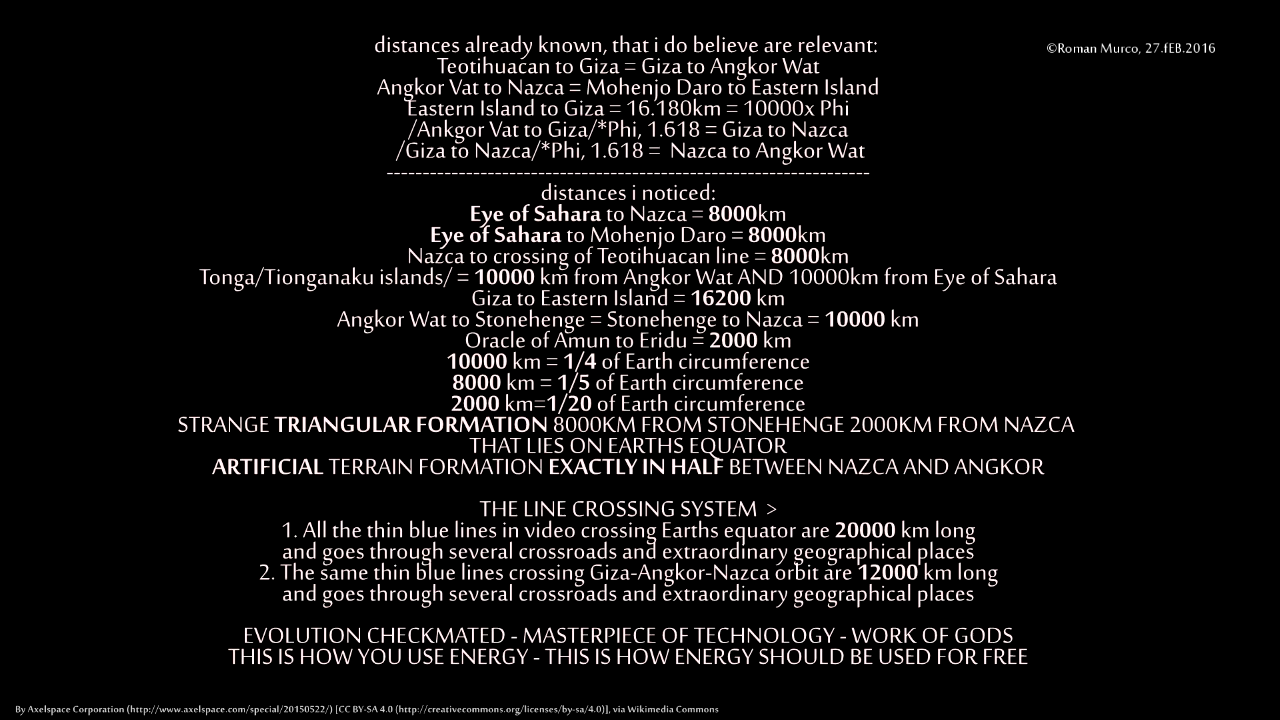 distances already known, that i do believe are relevant:
©Roman Murco, 27.fEB.2016
Teotihuacan to Giza = Giza to Angkor Wat
Angkor Vat to Nazca = Mohenjo Daro to Eastern Island
Eastern Island to Giza = 16.180km = 10000x Phi
/Ankgor Vat to Giza/*Phi, 1.618 = Giza to Nazca
/Giza to Nazca/*Phi, 1.618 = Nazca to Angkor Wat
-------------------------------------------------------------------
distances i noticed:
Eye of Sahara to Nazca = 8000km
Eye of Sahara to Mohenjo Daro = 8000km
Nazca to crossing of Teotihuacan line = 8000km
Tonga/Tionganaku islands/ = 10000 km from Angkor Wat AND 10000km from Eye of Sahara
Giza to Eastern Island = 16200 km
Angkor Wat to Stonehenge = Stonehenge to Nazca = 10000 km
Oracle of Amun to Eridu = 2000 km
10000 km = 1/4 of Earth circumference
8000 km = 1/5 of Earth circumference
2000 km=1/20 of Earth circumference
STRANGE TRIANGULAR FORMATION 8000KM FROM STONEHENGE 2000KM FROM NAZCA
THAT LIES ON EARTHS EQUATOR
ARTIFICIAL TERRAIN FORMATION EXACTLY IN HALF BETWEEN NAZCA AND ANGKOR
THE LINE CROSSING SYSTEM >
1. All the thin blue lines in video crossing Earths equator are 20000 km long
and goes through several crossroads and extraordinary geographical places
2. The same thin blue lines crossing Giza-Angkor-Nazca orbit are 12000 km long
and goes through several crossroads and extraordinary geographical places
EVOLUTION CHECKMATED - MASTERPIECE OF TECHNOLOGY - WORK OF GODS
THIS IS HOW YOU USE ENERGY - THIS IS HOW ENERGY SHOULD BE USED FOR FREE
By Axelspace Corporation (http://www.axelspace.com/special/20150522/) [CC BY-SA 4.0 (http://creativecommons.org/licenses/by-sa/4.0)], via Wikimedia Commons